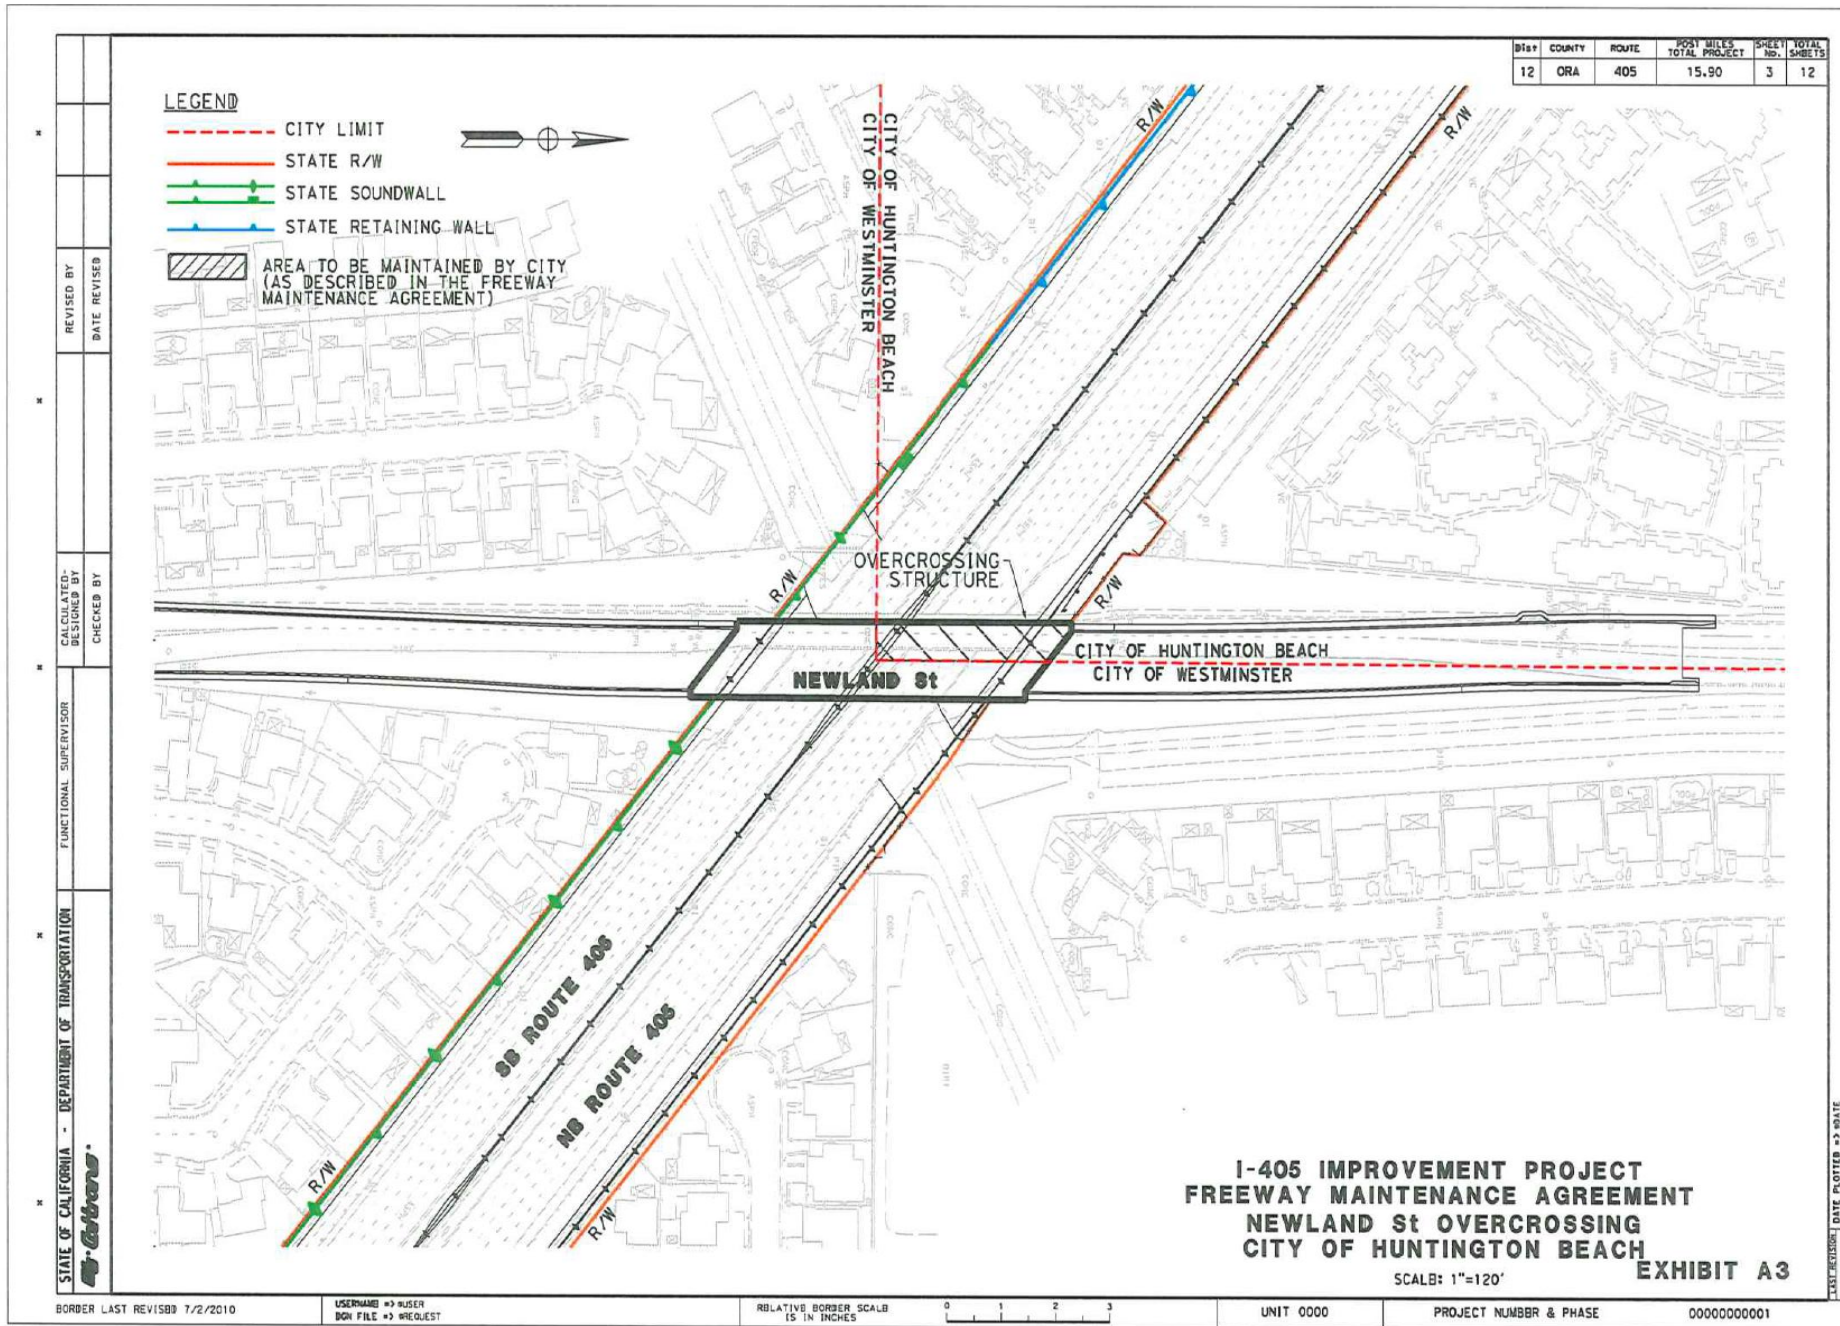 Dist COUNTY ROUTE POST MILES TOTAL PROJECT SHEET No. TOTAL SHEETS
12 ORA 405 15.90 3 12
LEGEND
CITY LIMIT
STATE R/W
STATE SOUNDWALL
STATE RETAINING WALL
AREA TO BE MAINTAINED BY CITY
(AS DESCRIBED IN THE FREEWAY
MAINTENANCE AGREEMENT)
CITY OF HUNTINGTON BEACH
CITY OF WESTMINSTER
R/W
R/W
OVERCROSSING
STRUCTURE
R/W
R/W
CITY OF HUNTINGTON BEACH
CITY OF WESTMINSTER
NEWLAND St
SB ROUTE 405
NB ROUTE 405
R/W
R/W
I-405 IMPROVEMENT PROJECT
FREEWAY MAINTENANCE AGREEMENT
NEWLAND St OVERCROSSING
CITY OF HUNTINGTON BEACH
SCALE: 1"=120'
EXHIBIT A3
REVISED BY
DATE REVISED
CALCULATED-
DESIGNED BY
CHECKED BY
FUNCTIONAL SUPERVISOR
STATE OF CALIFORNIA - DEPARTMENT OF TRANSPORTATION
Caltrans
BORDER LAST REVISED 7/2/2010
USERNAME => $USER
DGN FILE => $REQUEST
RELATIVE BORDER SCALE
IS IN INCHES
0 1 2 3
UNIT 0000
PROJECT NUMBER & PHASE
00000000001
LAST REVISION
DATE PLOTTED => $DATE